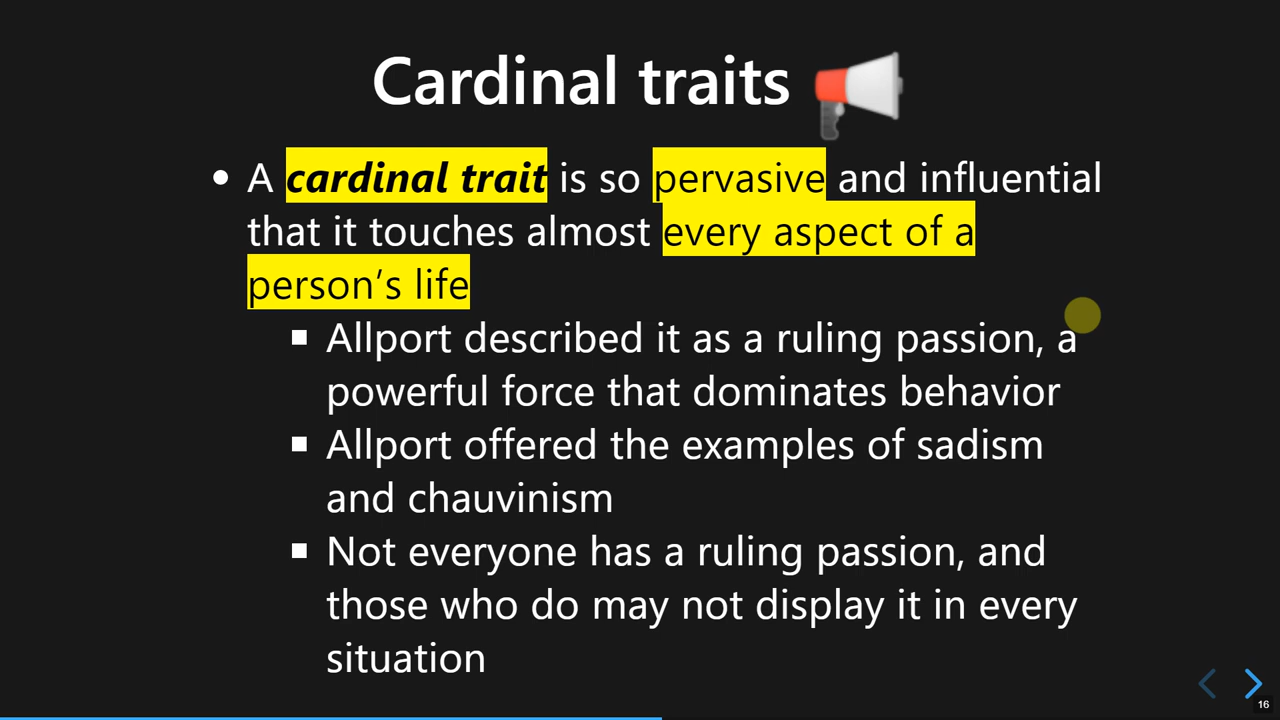 Cardinal traits
• A cardinal trait is so pervasive and influential
that it touches almost every aspect of a
person’s life
▪ Allport described it as a ruling passion, a
powerful force that dominates behavior
▪ Allport offered the examples of sadism
and chauvinism
▪ Not everyone has a ruling passion, and
those who do may not display it in every
situation
16